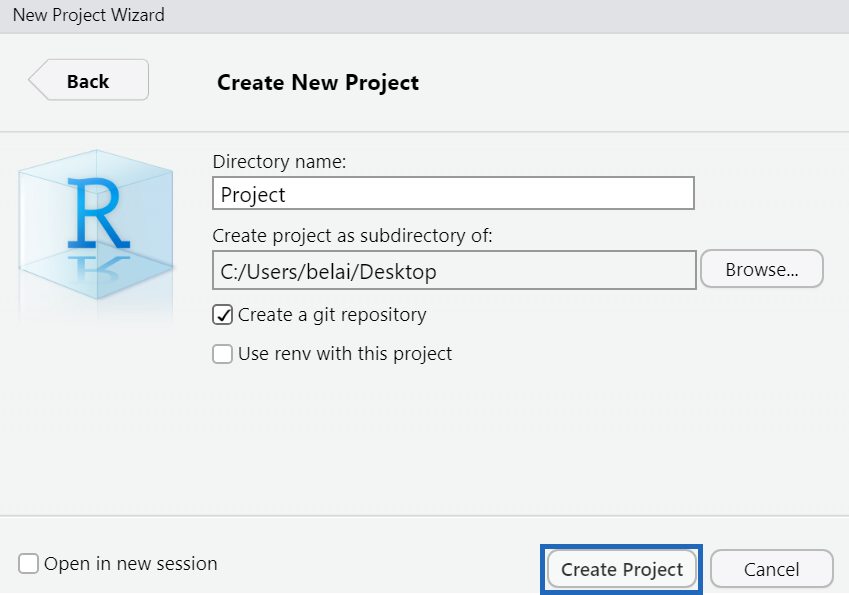 New Project Wizard
Back
Create New Project
R
Directory name:
Project
Create project as subdirectory of:
C:/Users/belai/Desktop
Browse...
Create a git repository
Use renv with this project
Open in new session
Create Project
Cancel